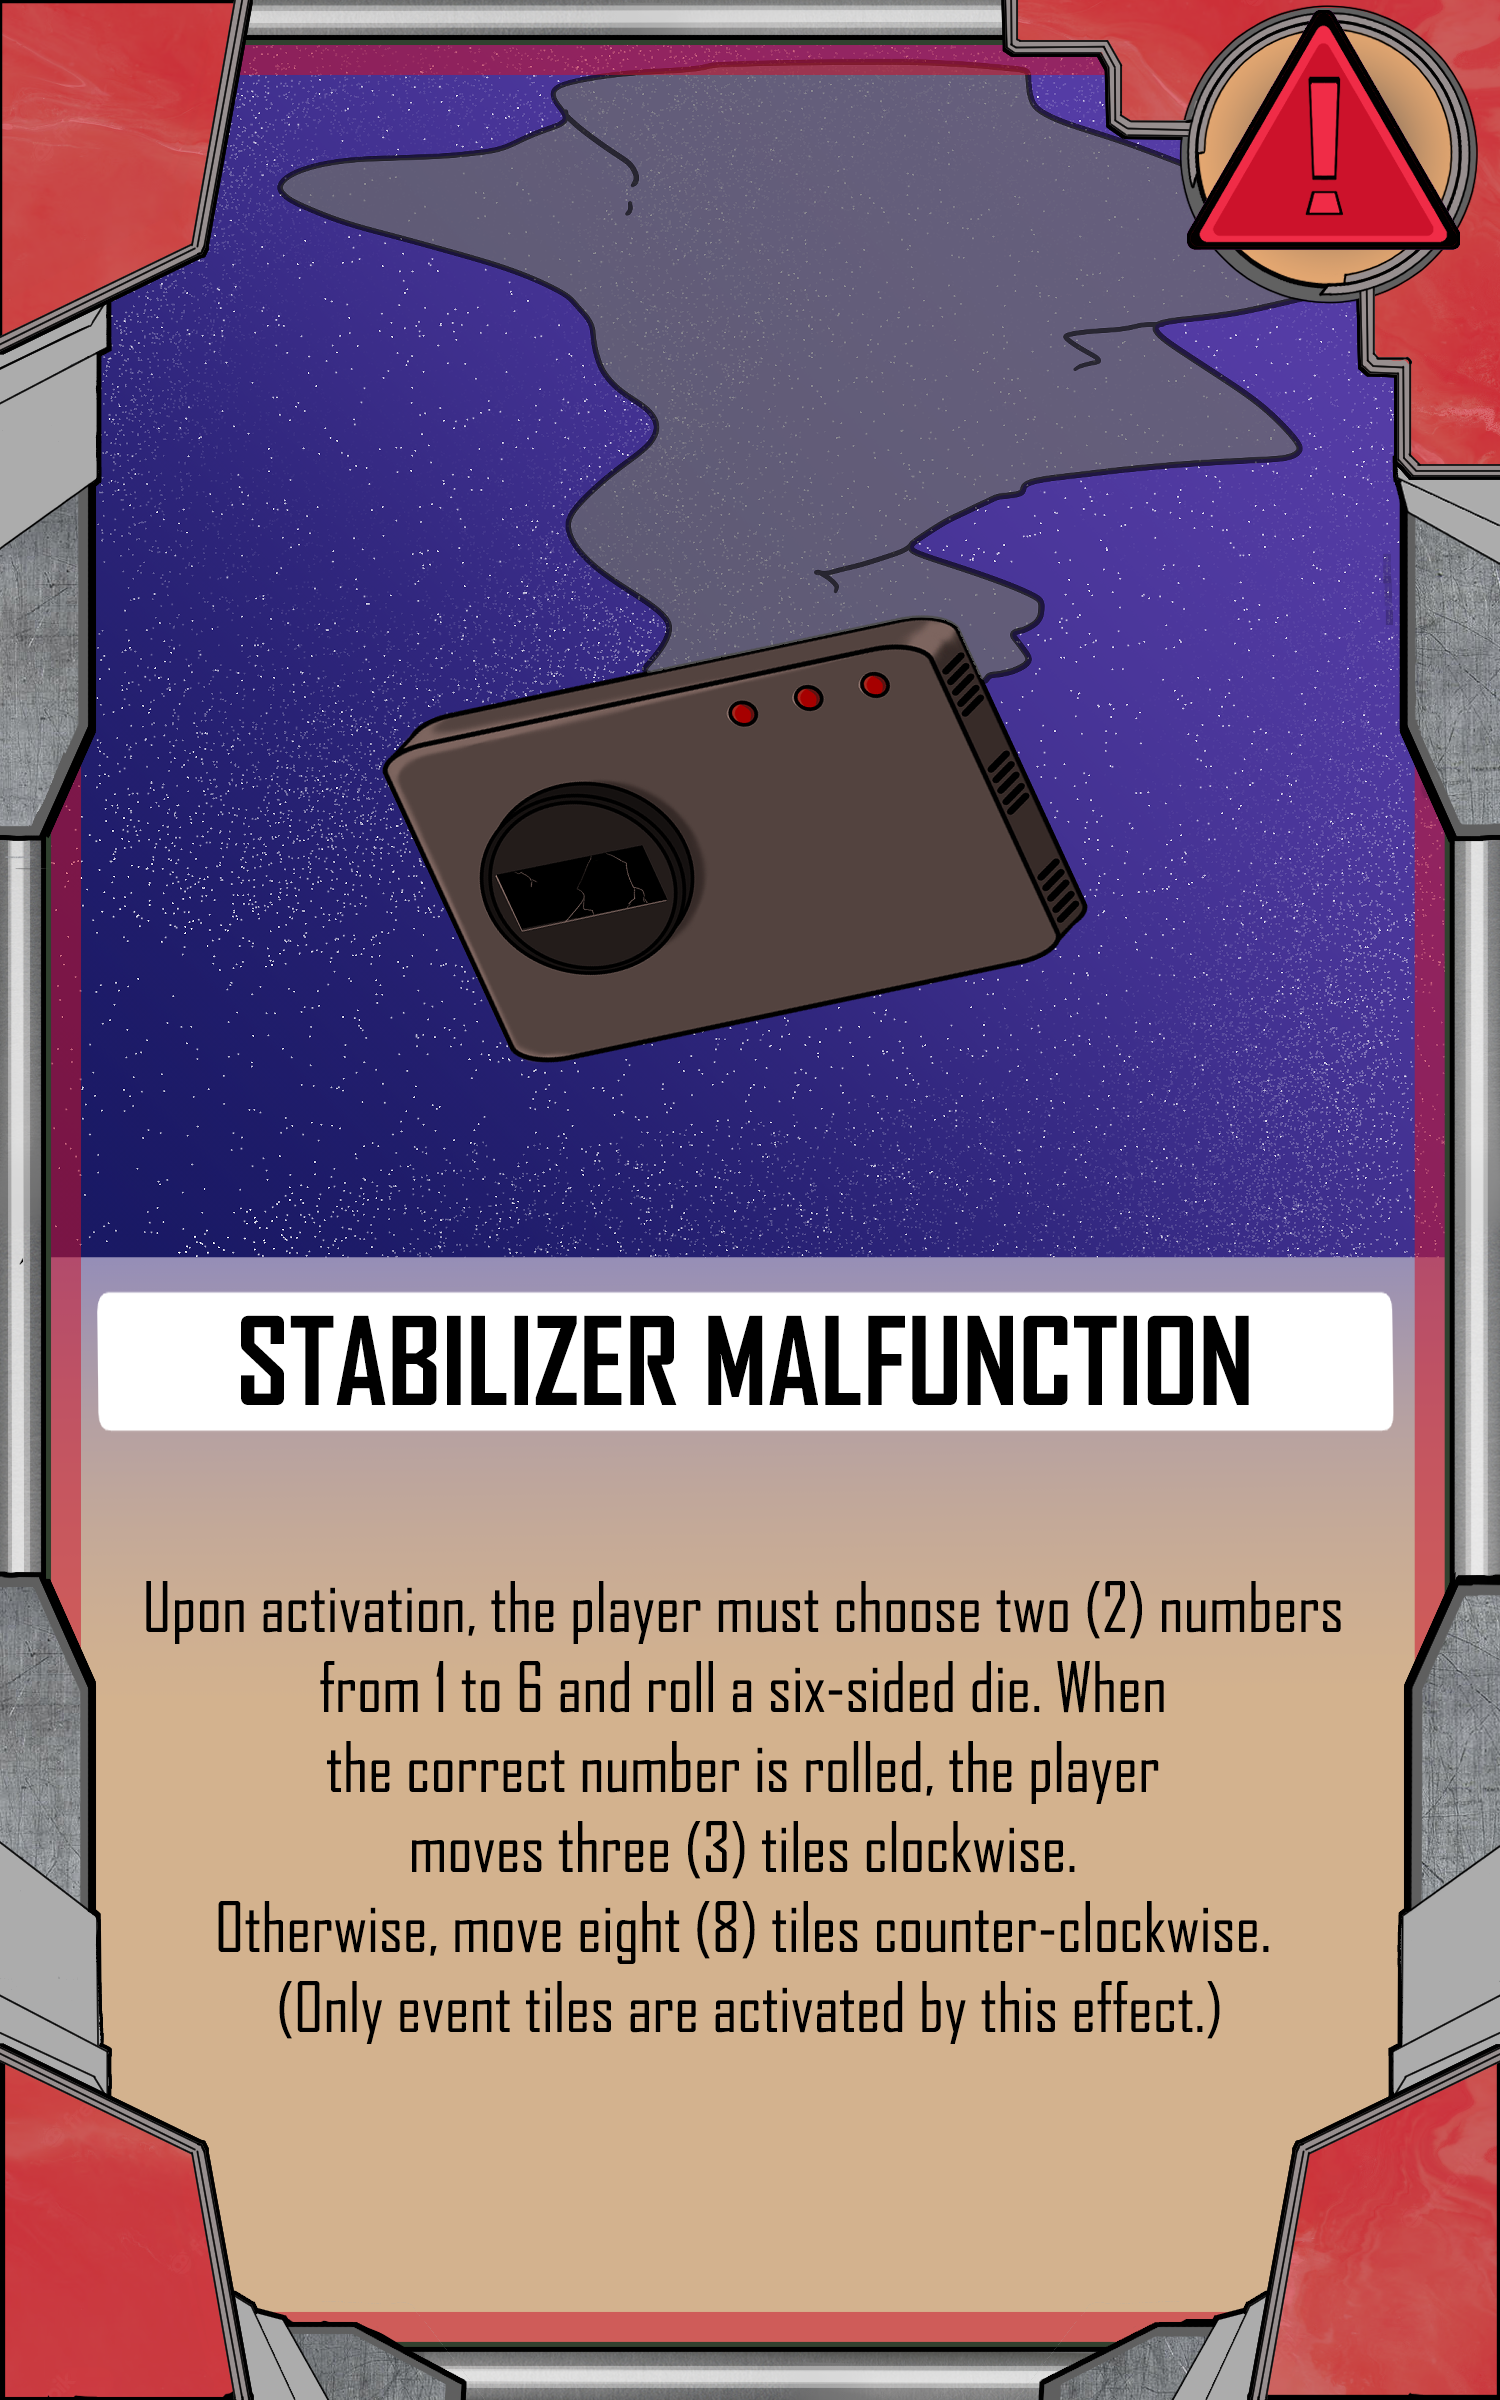 !
STABILIZER MALFUNCTION
Upon activation, the player must choose two (2) numbers
from 1 to 6 and roll a six-sided die. When
the correct number is rolled, the player
moves three (3) tiles clockwise.
Otherwise, move eight (8) tiles counter-clockwise.
(Only event tiles are activated by this effect.)